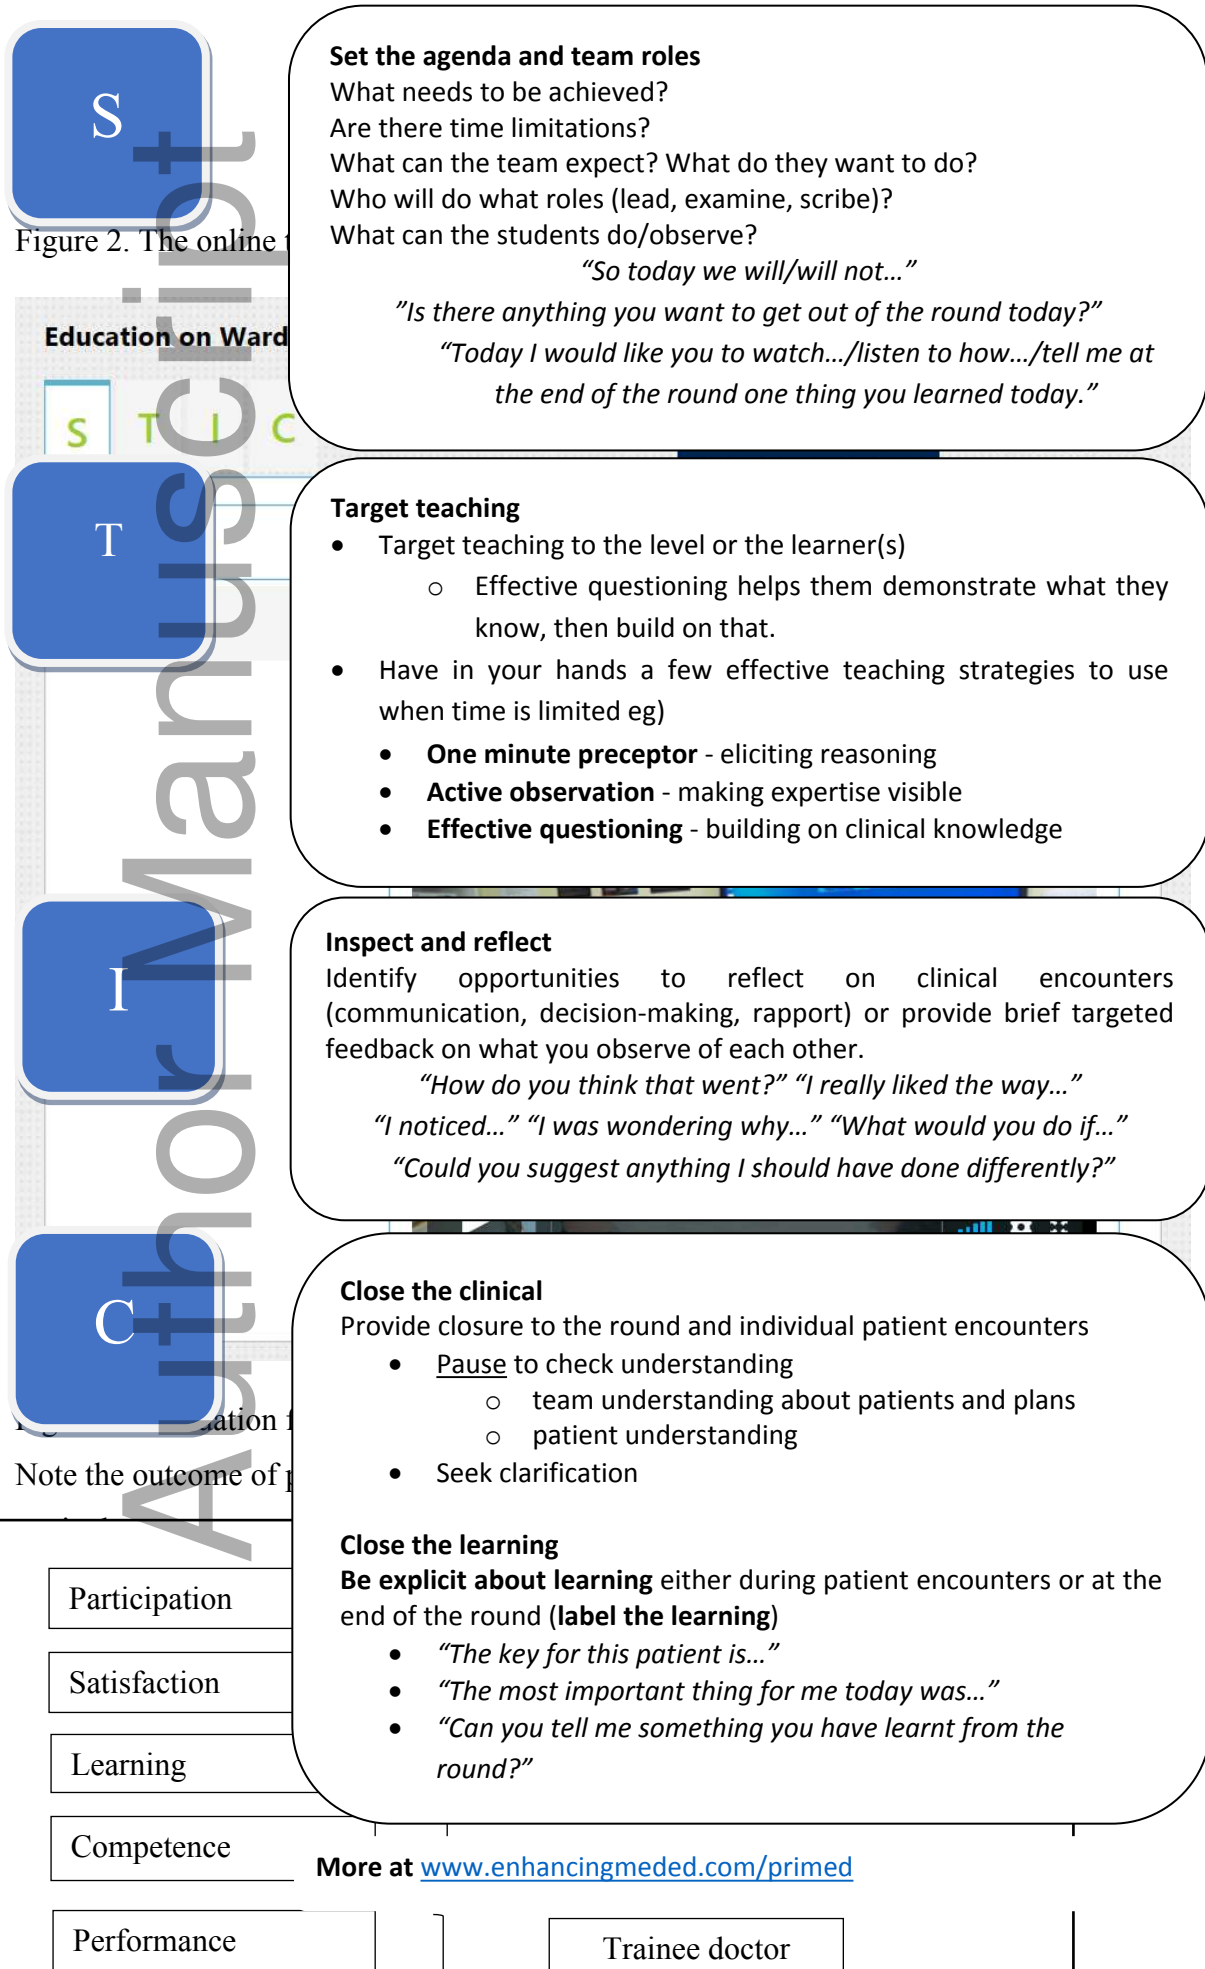 S
Set the agenda and team roles
What needs to be achieved?
Are there time limitations?
What can the team expect? What do they want to do?
Who will do what roles (lead, examine, scribe)?
What can the students do/observe?
“So today we will/will not…”
”Is there anything you want to get out of the round today?”
“Today I would like you to watch…/listen to how…/tell me at
the end of the round one thing you learned today.”
Figure 2. The online
Education on Ward
S T I C
T
Target teaching
• Target teaching to the level or the learner(s)
o Effective questioning helps them demonstrate what they
know, then build on that.
• Have in your hands a few effective teaching strategies to use
when time is limited eg)
• One minute preceptor - eliciting reasoning
• Active observation - making expertise visible
• Effective questioning - building on clinical knowledge
I
Inspect and reflect
Identify opportunities to reflect on clinical encounters
(communication, decision-making, rapport) or provide brief targeted
feedback on what you observe of each other.
“How do you think that went?” “I really liked the way…”
“I noticed…” “I was wondering why…” “What would you do if…”
“Could you suggest anything I should have done differently?”
C
Close the clinical
Provide closure to the round and individual patient encounters
• Pause to check understanding
o team understanding about patients and plans
o patient understanding
• Seek clarification
Close the learning
Be explicit about learning either during patient encounters or at the
end of the round (label the learning)
• “The key for this patient is…”
• “The most important thing for me today was…”
• “Can you tell me something you have learnt from the
round?”
Note the outcome of
Participation
Satisfaction
Learning
Competence
More at www.enhancingmeded.com/primed
Performance
Trainee doctor
Author Manuscript